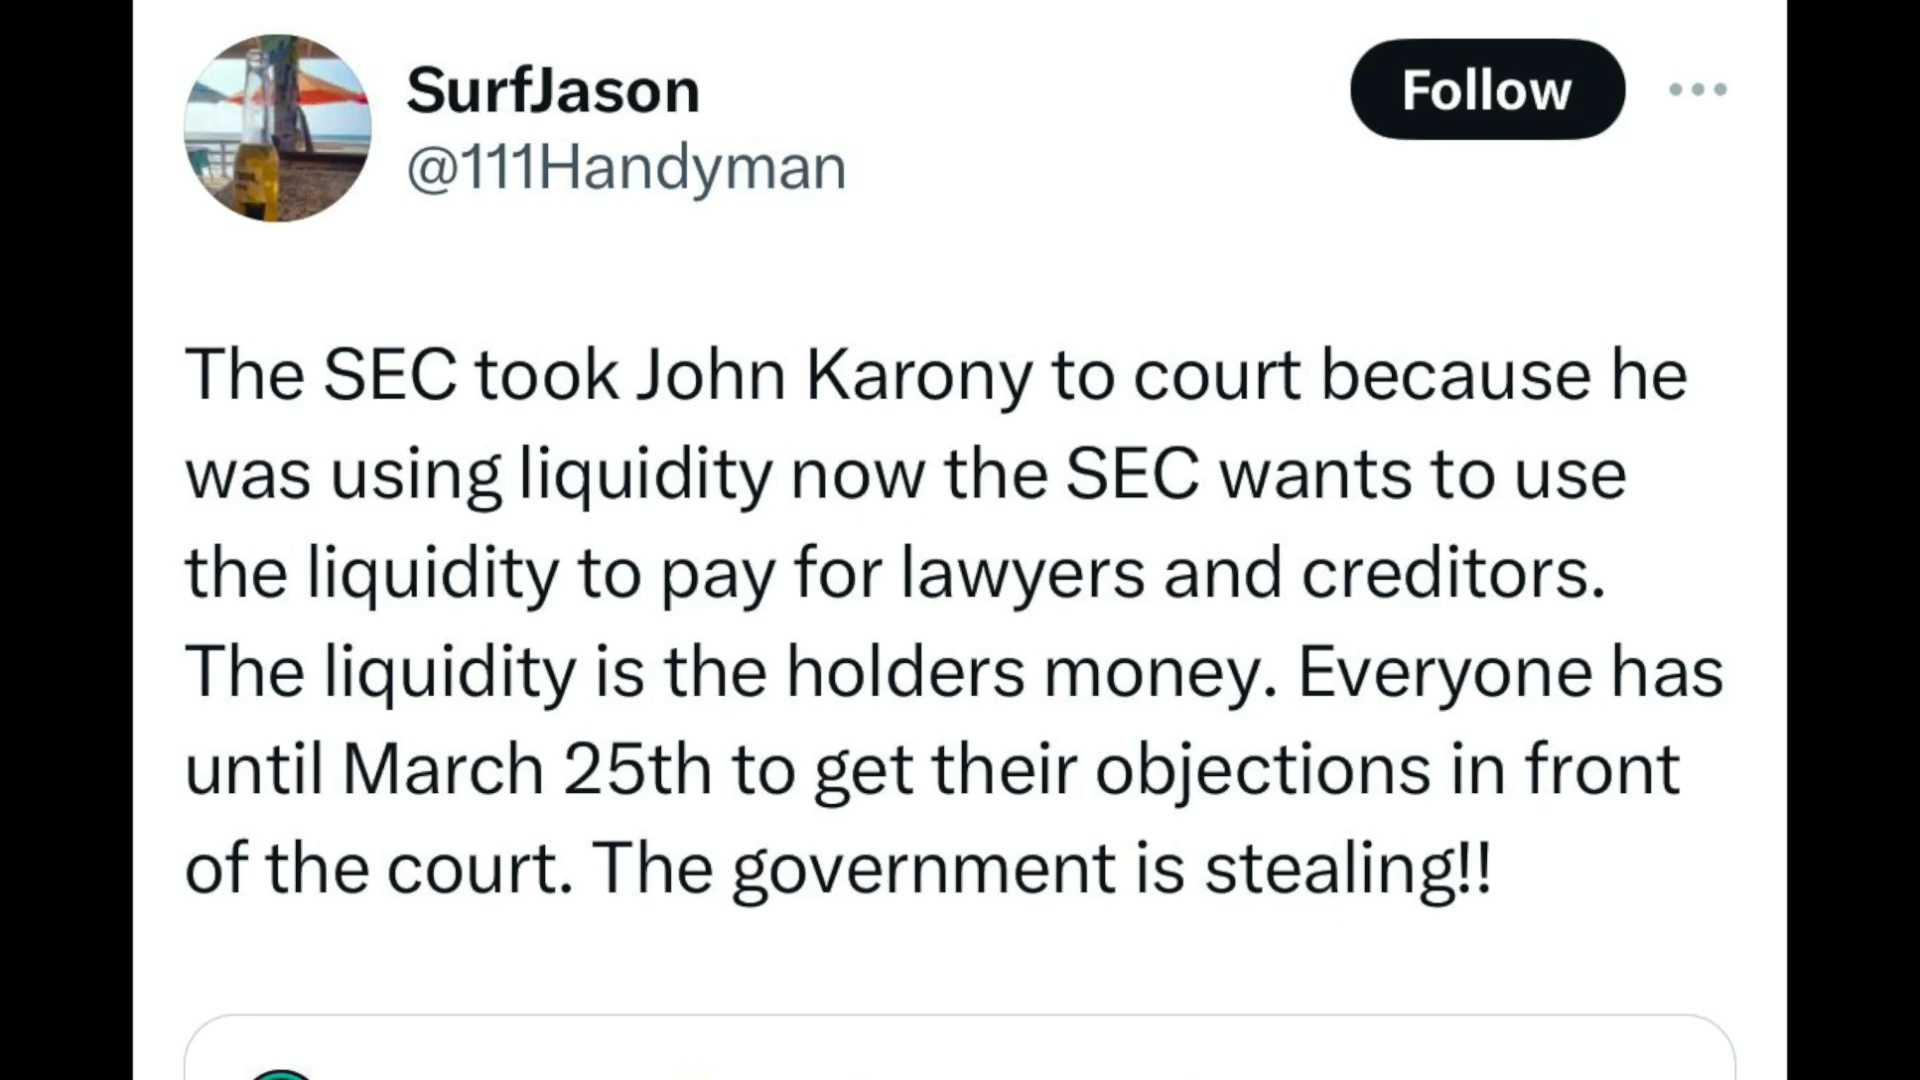 SurfJason
Follow
@111Handyman
The SEC took John Karony to court because he
was using liquidity now the SEC wants to use
the liquidity to pay for lawyers and creditors.
The liquidity is the holders money. Everyone has
until March 25th to get their objections in front
of the court. The government is stealing!!